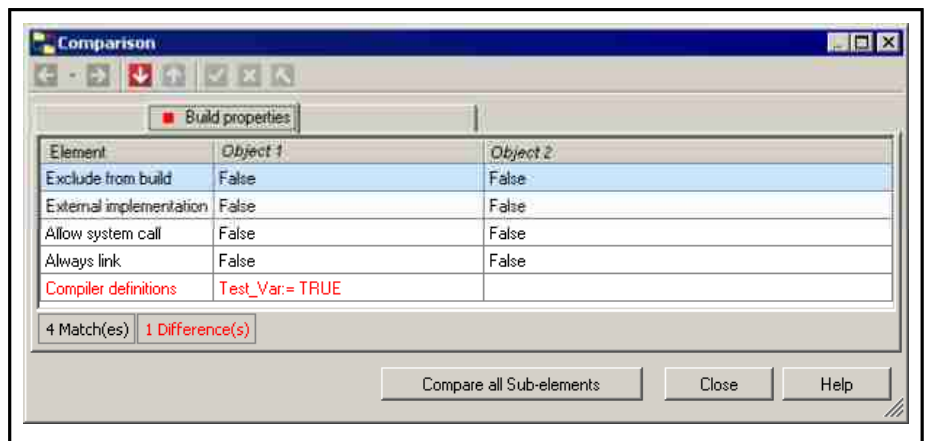 Comparison
Build properties
Element Object 1 Object 2
Exclude from build False False
External implementation False False
Allow system call False False
Always link False False
Compiler definitions Test_Var:= TRUE
4 Match(es) 1 Difference(s)
Compare all Sub-elements Close Help